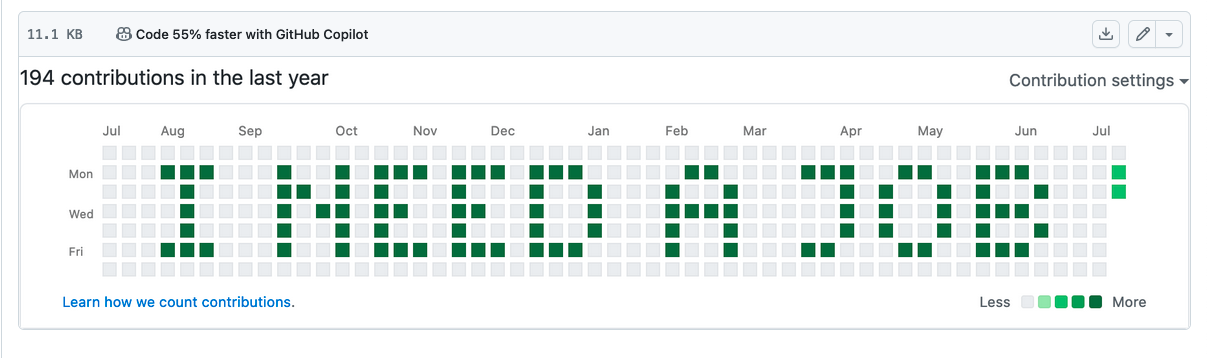 11.1 KB Code 55% faster with GitHub Copilot
194 contributions in the last year
Contribution settings
Jul Aug Sep Oct Nov Dec Jan Feb Mar Apr May Jun Jul
Mon
Wed
Fri
I NEED A JOB
Learn how we count contributions.
Less More